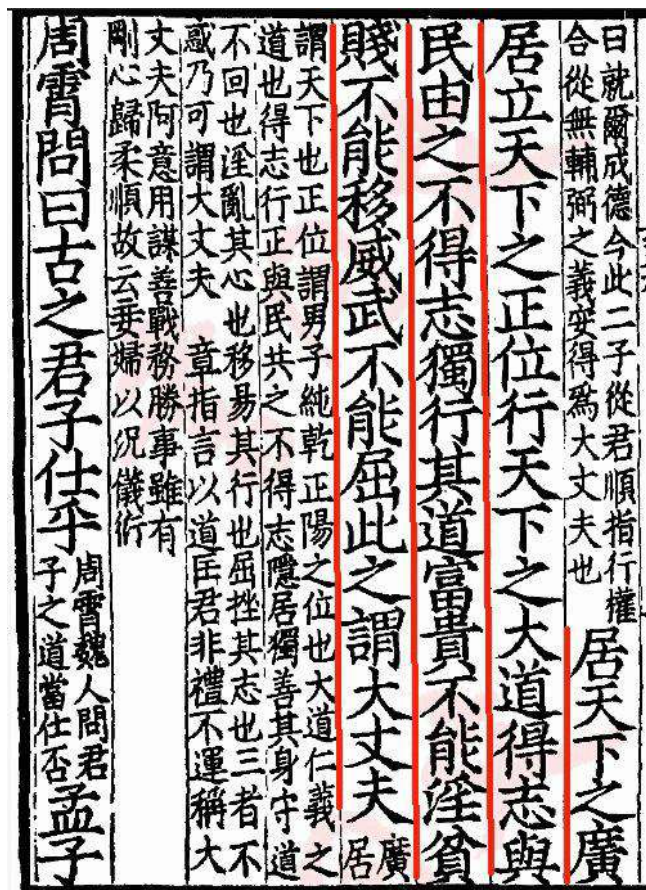 曰就爾成德今此二子從君順指行權
合從無輔弼之義安得爲大丈夫也
居天下之廣
居立天下之正位行天下之大道得志與
民由之不得志獨行其道富貴不能淫貧
賤不能移威武不能屈此之謂大丈夫
廣
居
謂天下也正位謂男子純乾正陽之位也大道仁義之
道也得志行正與民共之不得志隱居獨善其身守道
不回也淫亂其心也移易其行也屈挫其志也三者不
惑乃可謂大丈夫 章指言以道匡君非禮不運稱大
丈夫阿意用謀善戰務勝事雖有
剛心歸柔順故云妾婦以況儀衍
周霄問曰古之君子仕乎
周霄魏人問君
子之道當仕否
孟子